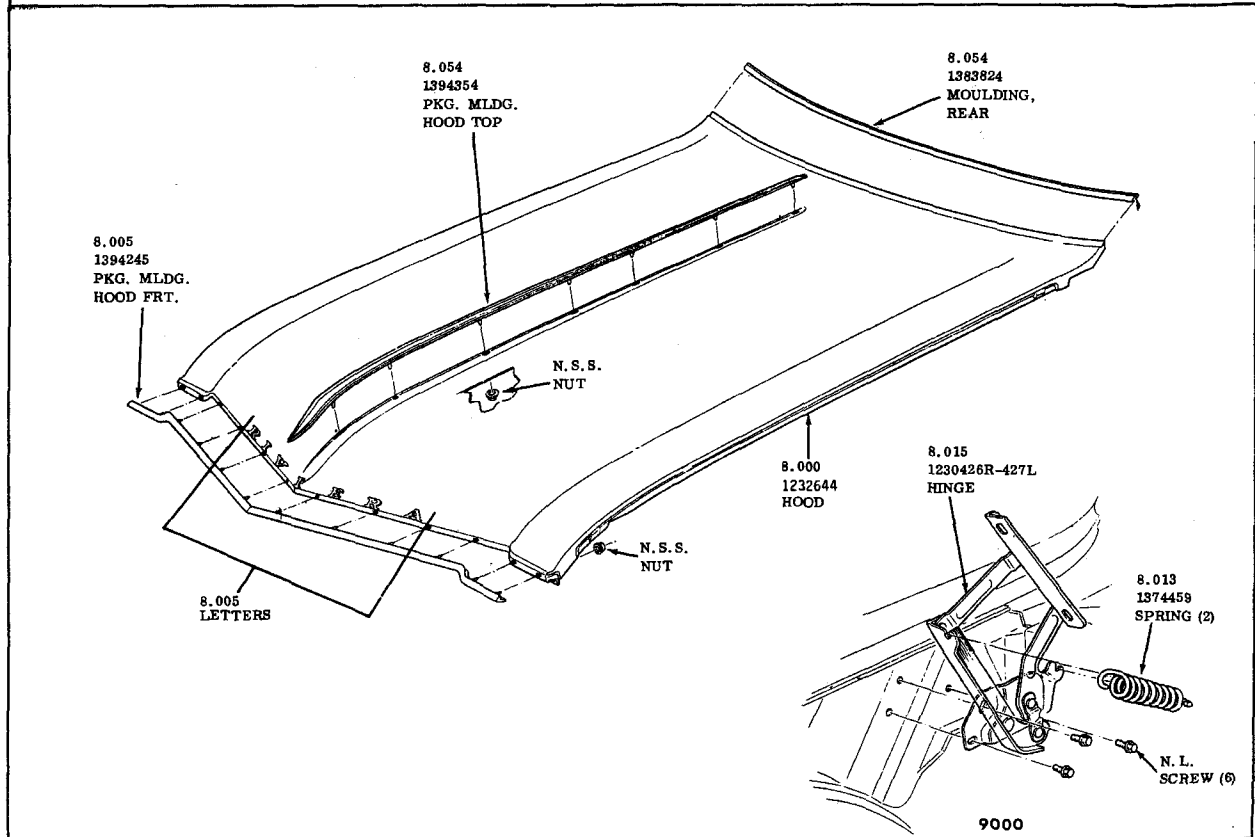 8.054
1394354
PKG. MLDG.
HOOD TOP
8.054
1383824
MOULDING,
REAR
8.005
1394245
PKG. MLDG.
HOOD FRT.
N.S.S.
NUT
RIVIERA
8.005
LETTERS
N.S.S.
NUT
8.000
1232644
HOOD
8.015
1230426R-427L
HINGE
8.013
1374459
SPRING (2)
N.L.
SCREW (6)
9000